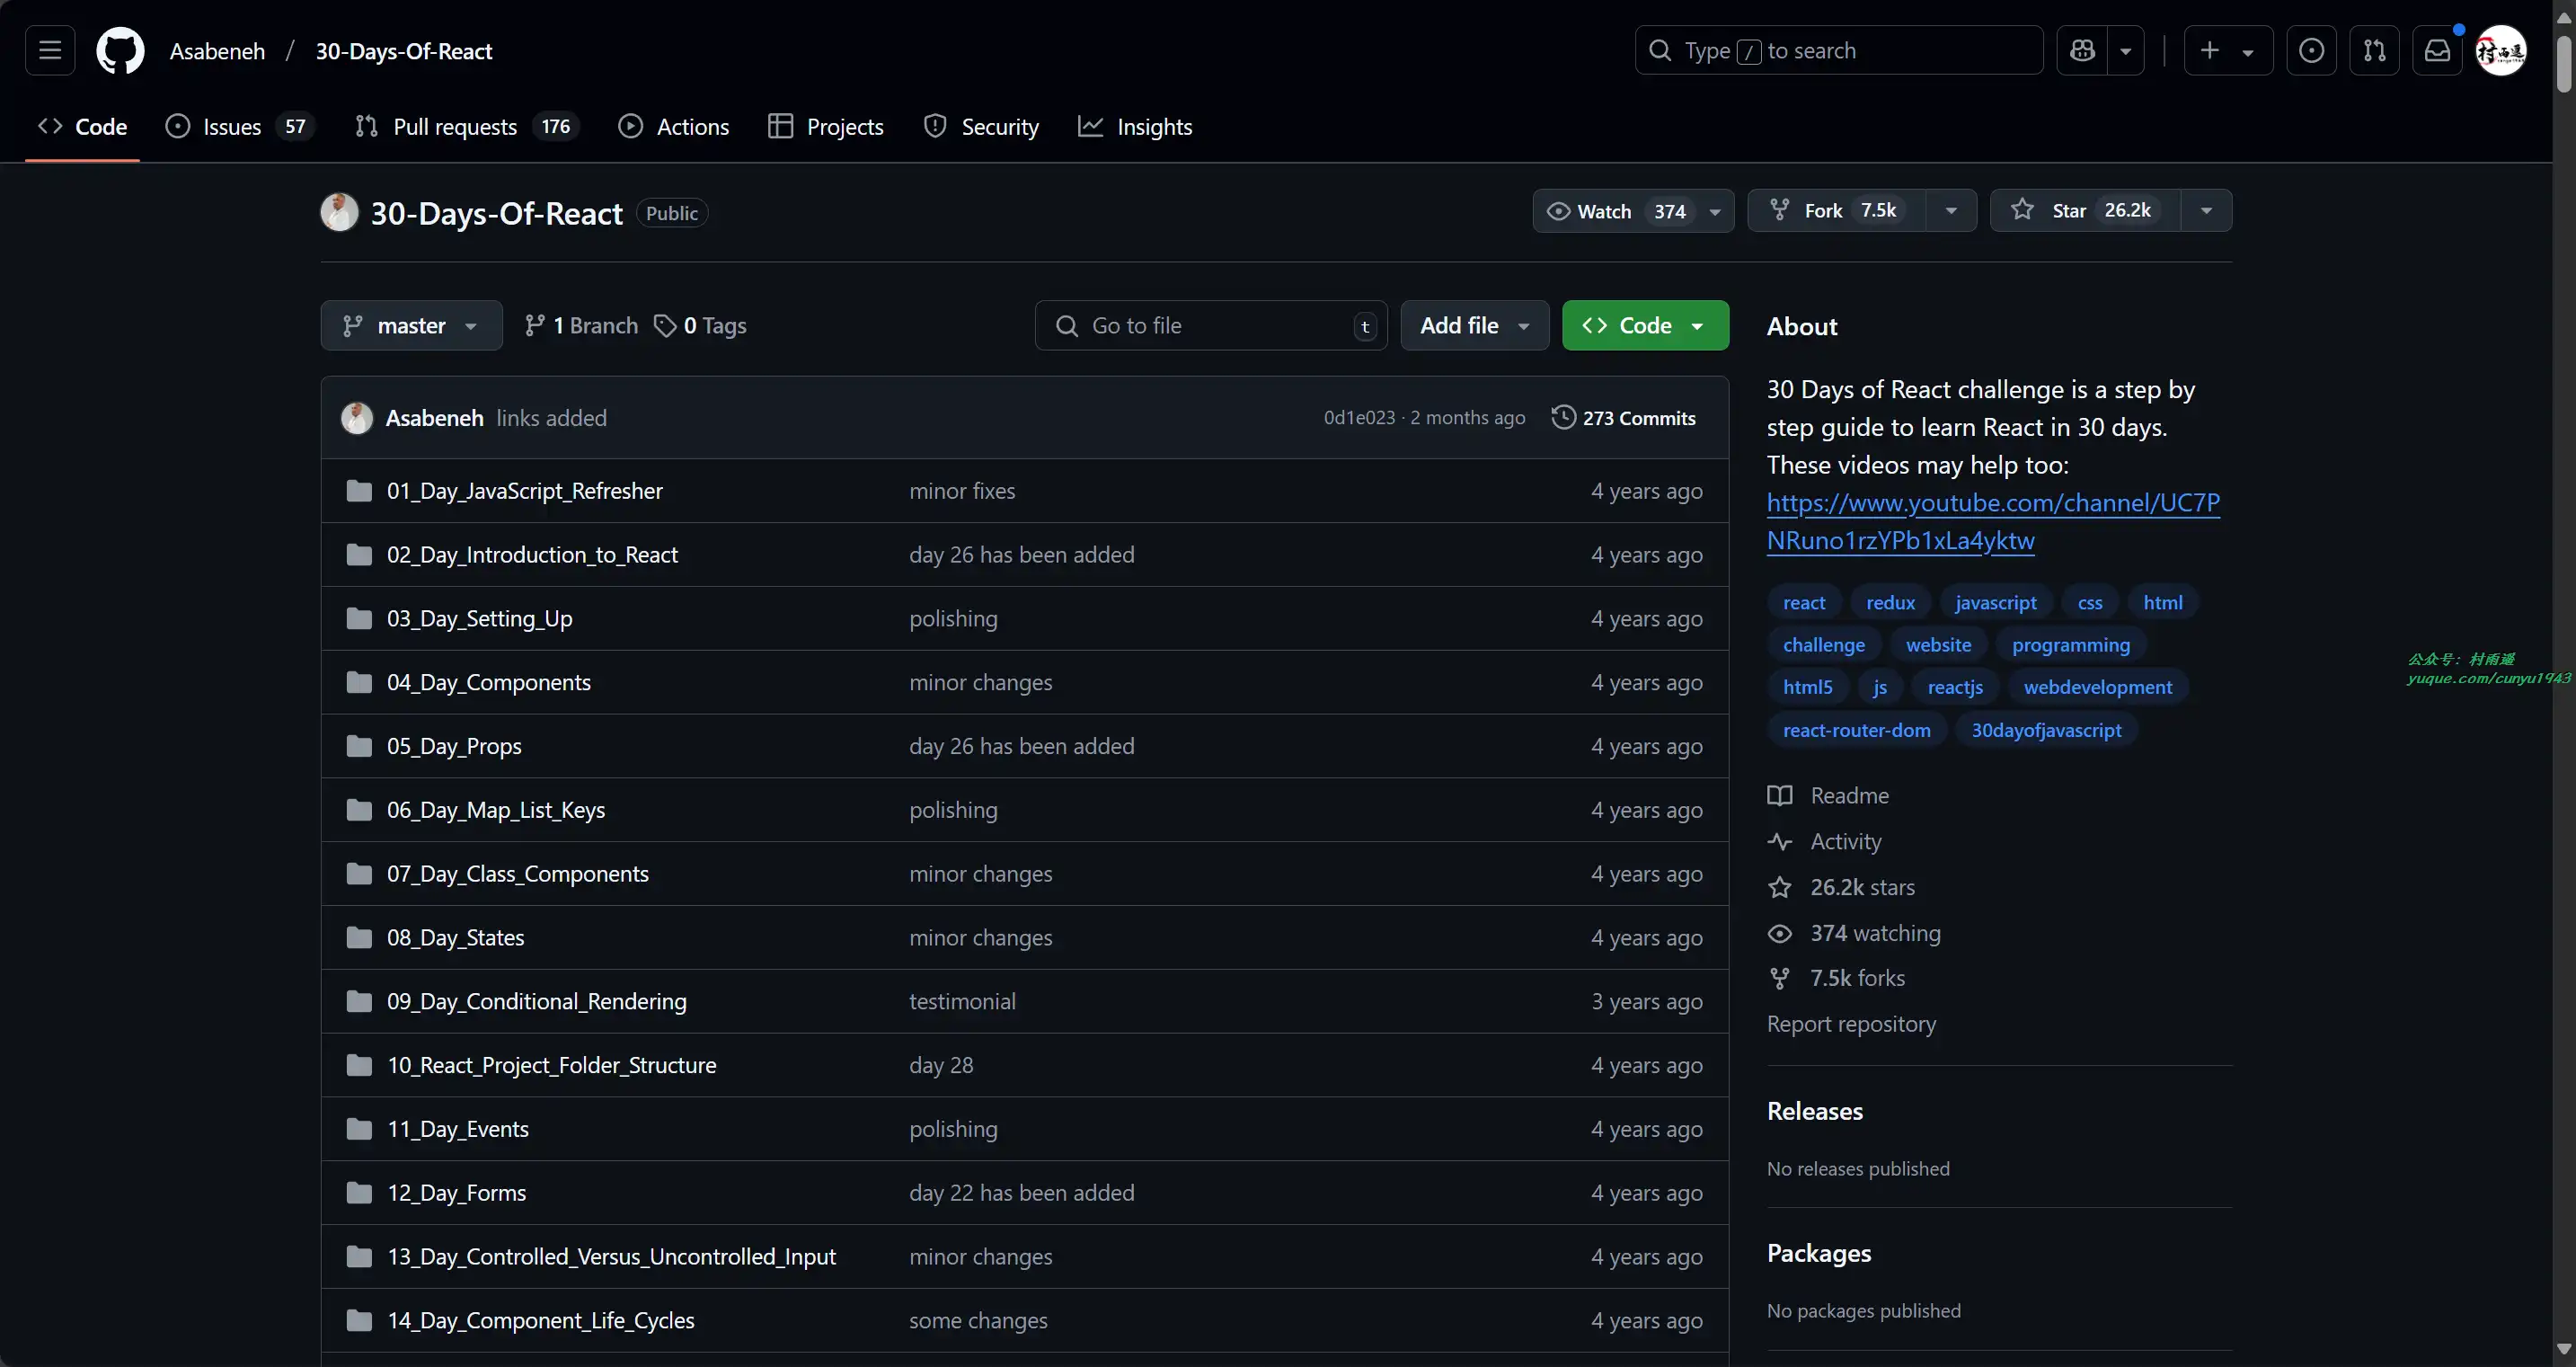 Asabeneh / 30-Days-Of-React
Type / to search
Code
Issues 57
Pull requests 176
Actions
Projects
Security
Insights
30-Days-Of-React Public
Watch 374
Fork 7.5k
Star 26.2k
master
1 Branch
0 Tags
Go to file t
Add file
Code
Asabeneh links added 0d1e023 · 2 months ago 273 Commits
01_Day_JavaScript_Refresher minor fixes 4 years ago
02_Day_Introduction_to_React day 26 has been added 4 years ago
03_Day_Setting_Up polishing 4 years ago
04_Day_Components minor changes 4 years ago
05_Day_Props day 26 has been added 4 years ago
06_Day_Map_List_Keys polishing 4 years ago
07_Day_Class_Components minor changes 4 years ago
08_Day_States minor changes 4 years ago
09_Day_Conditional_Rendering testimonial 3 years ago
10_React_Project_Folder_Structure day 28 4 years ago
11_Day_Events polishing 4 years ago
12_Day_Forms day 22 has been added 4 years ago
13_Day_Controlled_Versus_Uncontrolled_Input minor changes 4 years ago
14_Day_Component_Life_Cycles some changes 4 years ago
About
30 Days of React challenge is a step by
step guide to learn React in 30 days.
These videos may help too:
https://www.youtube.com/channel/UC7P
NRuno1rzYPb1xLa4yktw
react redux javascript css html
challenge website programming
html5 js reactjs webdevelopment
react-router-dom 30dayofjavascript
Readme
Activity
26.2k stars
374 watching
7.5k forks
Report repository
Releases
No releases published
Packages
No packages published
公众号：村雨遥
yuque.com/cunyu1943